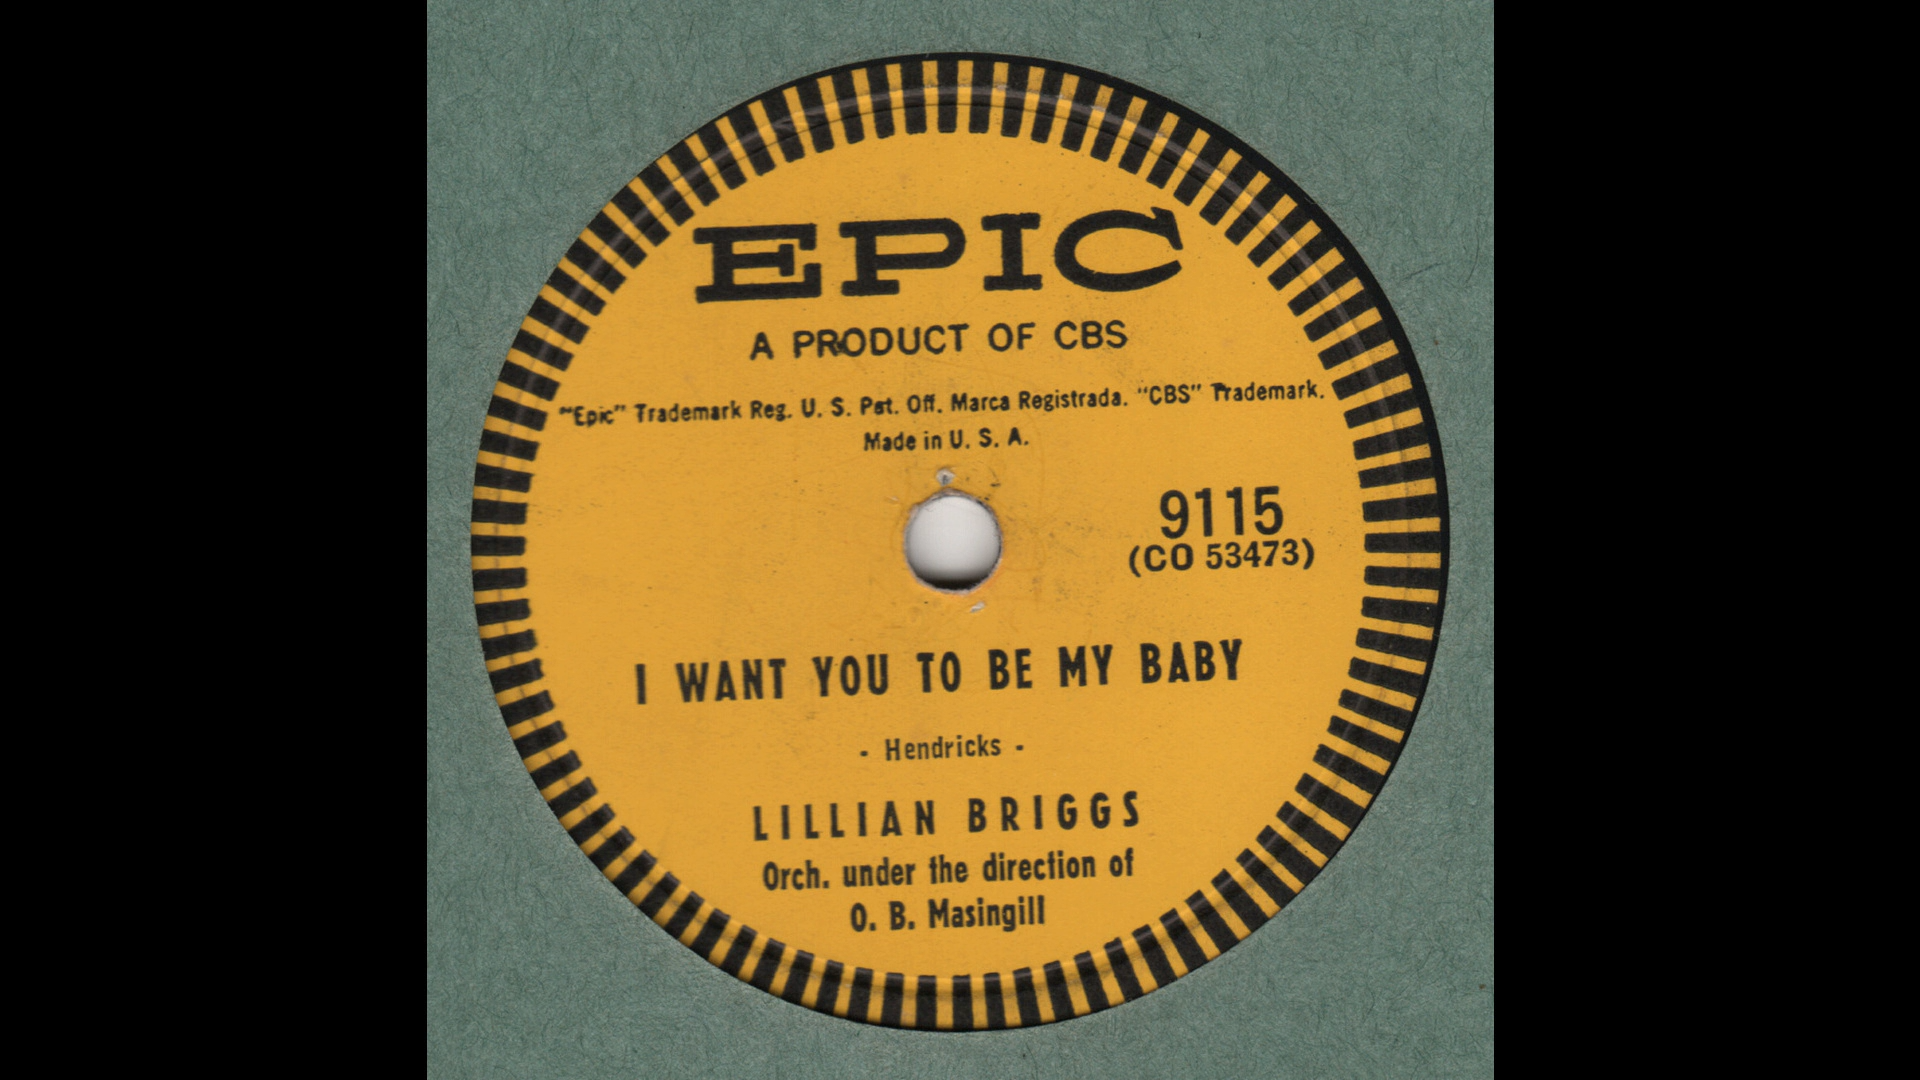 EPIC
A PRODUCT OF CBS
"Epic" Trademark Reg. U. S. Pat. Off. Marca Registrada. "CBS" Trademark.
Made in U. S. A.
9115
(CO 53473)
I WANT YOU TO BE MY BABY
- Hendricks -
LILLIAN BRIGGS
Orch. under the direction of
O. B. Masingill